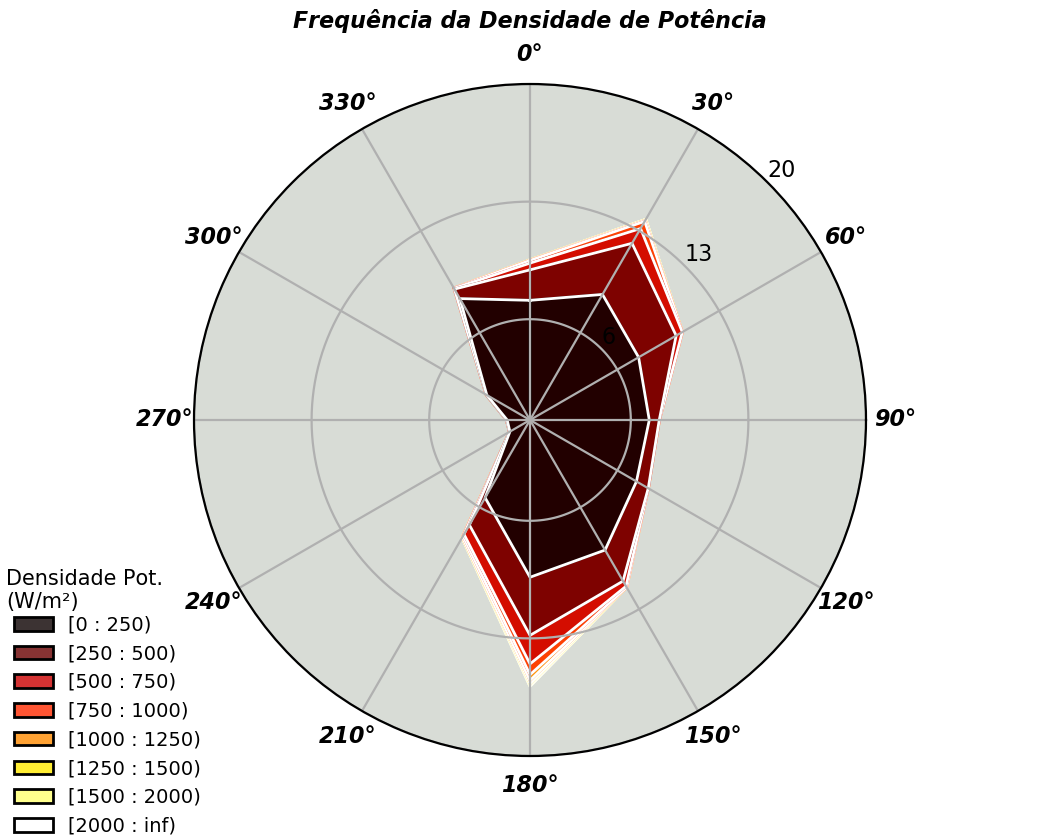 Frequência da Densidade de Potência
0°
330°
30°
20
300°
60°
13
6
270°
90°
240°
120°
210°
150°
180°
Densidade Pot.
(W/m²)
[0 : 250)
[250 : 500)
[500 : 750)
[750 : 1000)
[1000 : 1250)
[1250 : 1500)
[1500 : 2000)
[2000 : inf)